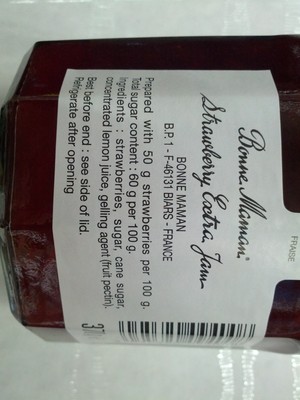 FRAISE
Bonne Maman®
Strawberry Extra Jam
BONNE MAMAN
B.P. 1 - F-46131 BIARS - FRANCE
Prepared with 50 g strawberries per 100 g.
Total sugar content : 60 g per 100 g.
Ingredients : strawberries, sugar, cane sugar,
concentrated lemon juice, gelling agent (fruit pectin).
Best before end : see side of lid.
Refrigerate after opening